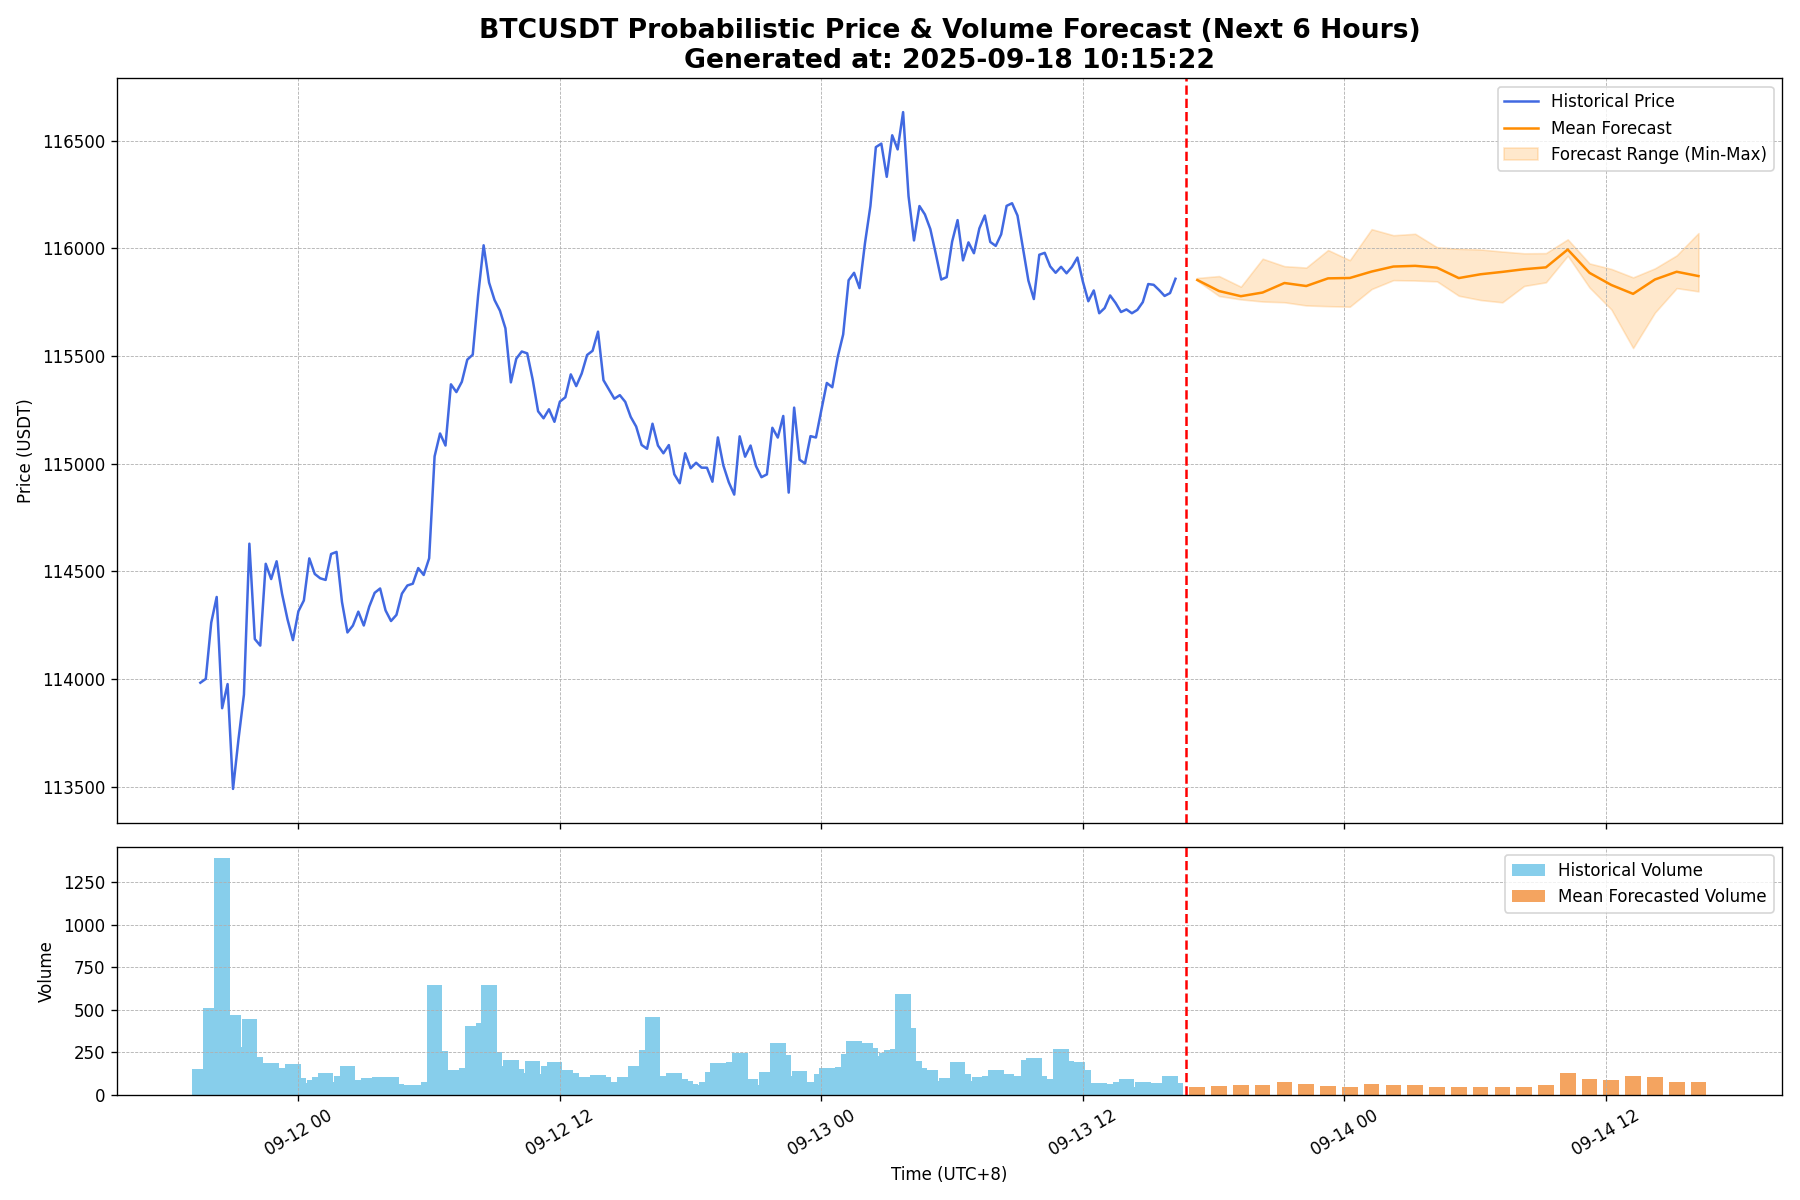 BTCUSDT Probabilistic Price & Volume Forecast (Next 6 Hours)
Generated at: 2025-09-18 10:15:22
Historical Price
Mean Forecast
Forecast Range (Min-Max)
116500
116000
115500
115000
114500
114000
113500
Price (USDT)
Historical Volume
Mean Forecasted Volume
1250
1000
750
500
250
0
Volume
09-12 00
09-12 12
09-13 00
09-13 12
09-14 00
09-14 12
Time (UTC+8)